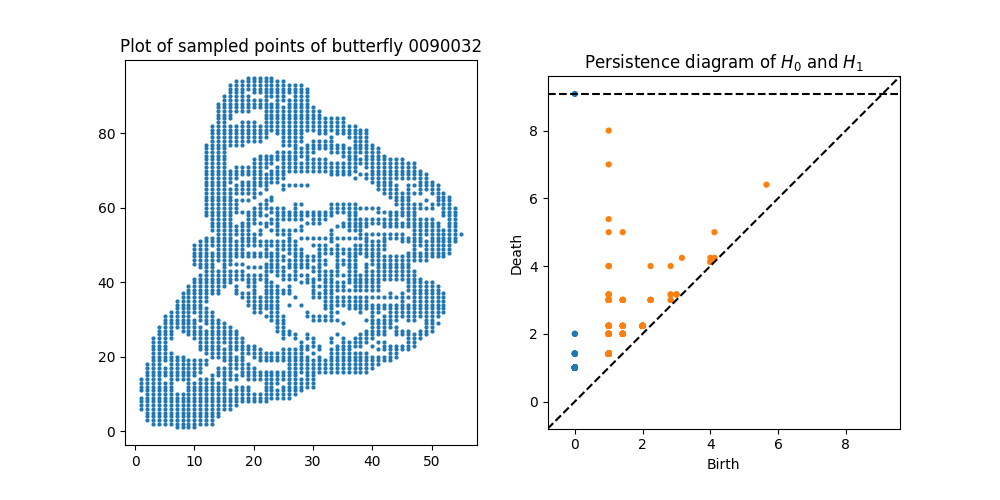 Plot of sampled points of butterfly 0090032
80
60
40
20
0
0 10 20 30 40 50
Persistence diagram of $H_0$ and $H_1$
Death
8
6
4
2
0
0 2 4 6 8
Birth